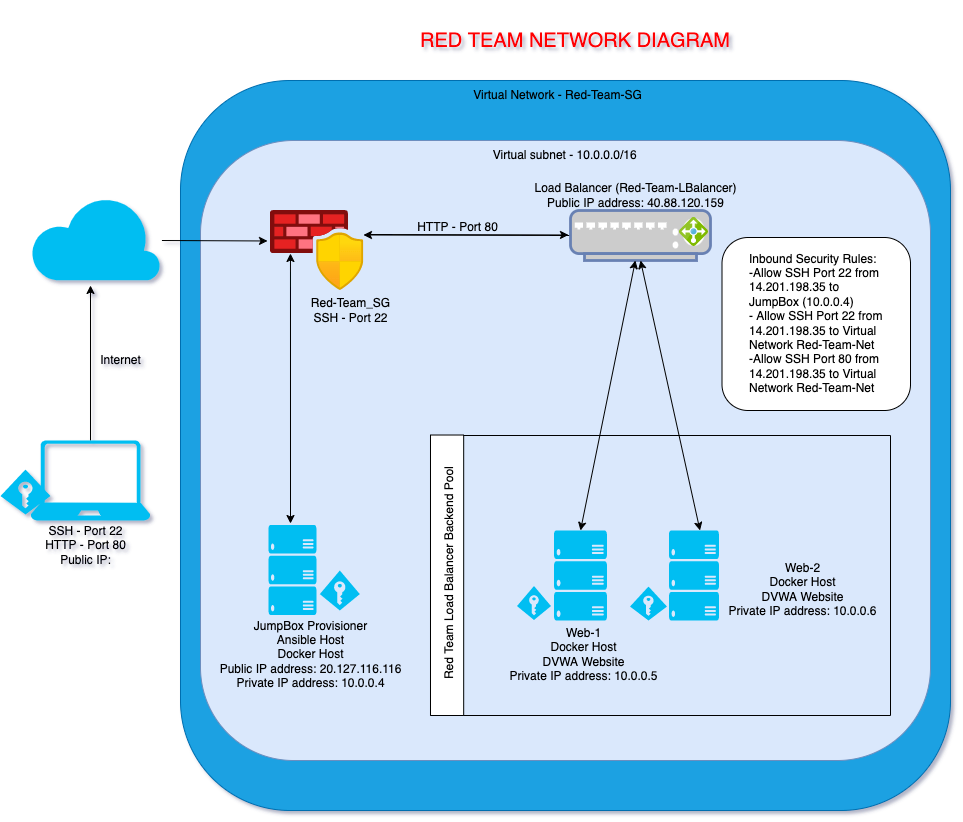 RED TEAM NETWORK DIAGRAM
Virtual Network - Red-Team-SG
Virtual subnet - 10.0.0.0/16
Load Balancer (Red-Team-LBalancer)
Public IP address: 40.88.120.159
HTTP - Port 80
Red-Team_SG
SSH - Port 22
Inbound Security Rules:
-Allow SSH Port 22 from
14.201.198.35 to
JumpBox (10.0.0.4)
- Allow SSH Port 22 from
14.201.198.35 to Virtual
Network Red-Team-Net
-Allow SSH Port 80 from
14.201.198.35 to Virtual
Network Red-Team-Net
Internet
SSH - Port 22
HTTP - Port 80
Public IP:
JumpBox Provisioner
Ansible Host
Docker Host
Public IP address: 20.127.116.116
Private IP address: 10.0.0.4
Red Team Load Balancer Backend Pool
Web-1
Docker Host
DVWA Website
Private IP address: 10.0.0.5
Web-2
Docker Host
DVWA Website
Private IP address: 10.0.0.6